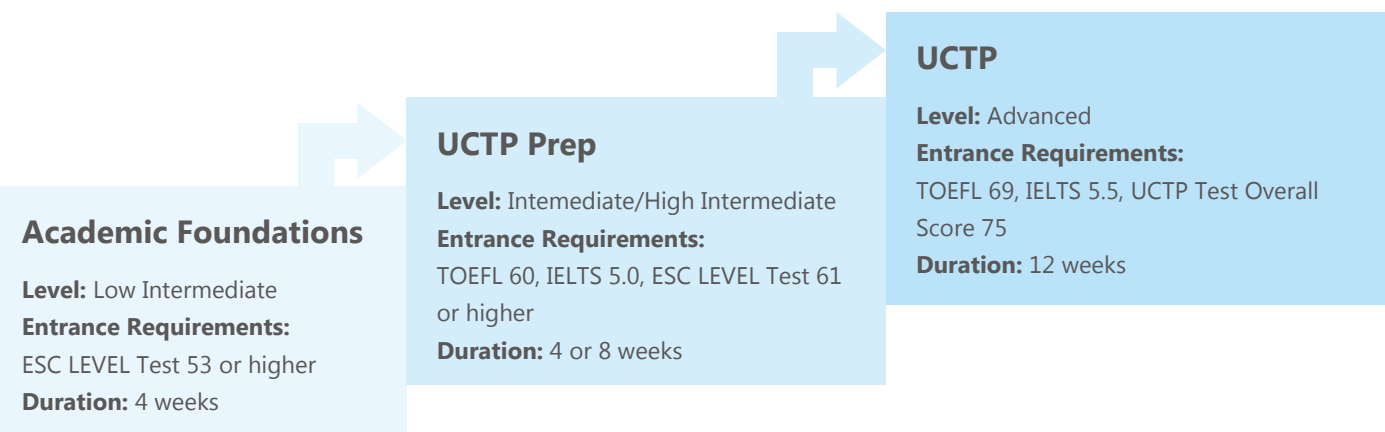 Academic Foundations
Level: Low Intermediate
Entrance Requirements:
ESC LEVEL Test 53 or higher
Duration: 4 weeks
UCTP Prep
Level: Intemediate/High Intermediate
Entrance Requirements:
TOEFL 60, IELTS 5.0, ESC LEVEL Test 61
or higher
Duration: 4 or 8 weeks
UCTP
Level: Advanced
Entrance Requirements:
TOEFL 69, IELTS 5.5, UCTP Test Overall
Score 75
Duration: 12 weeks